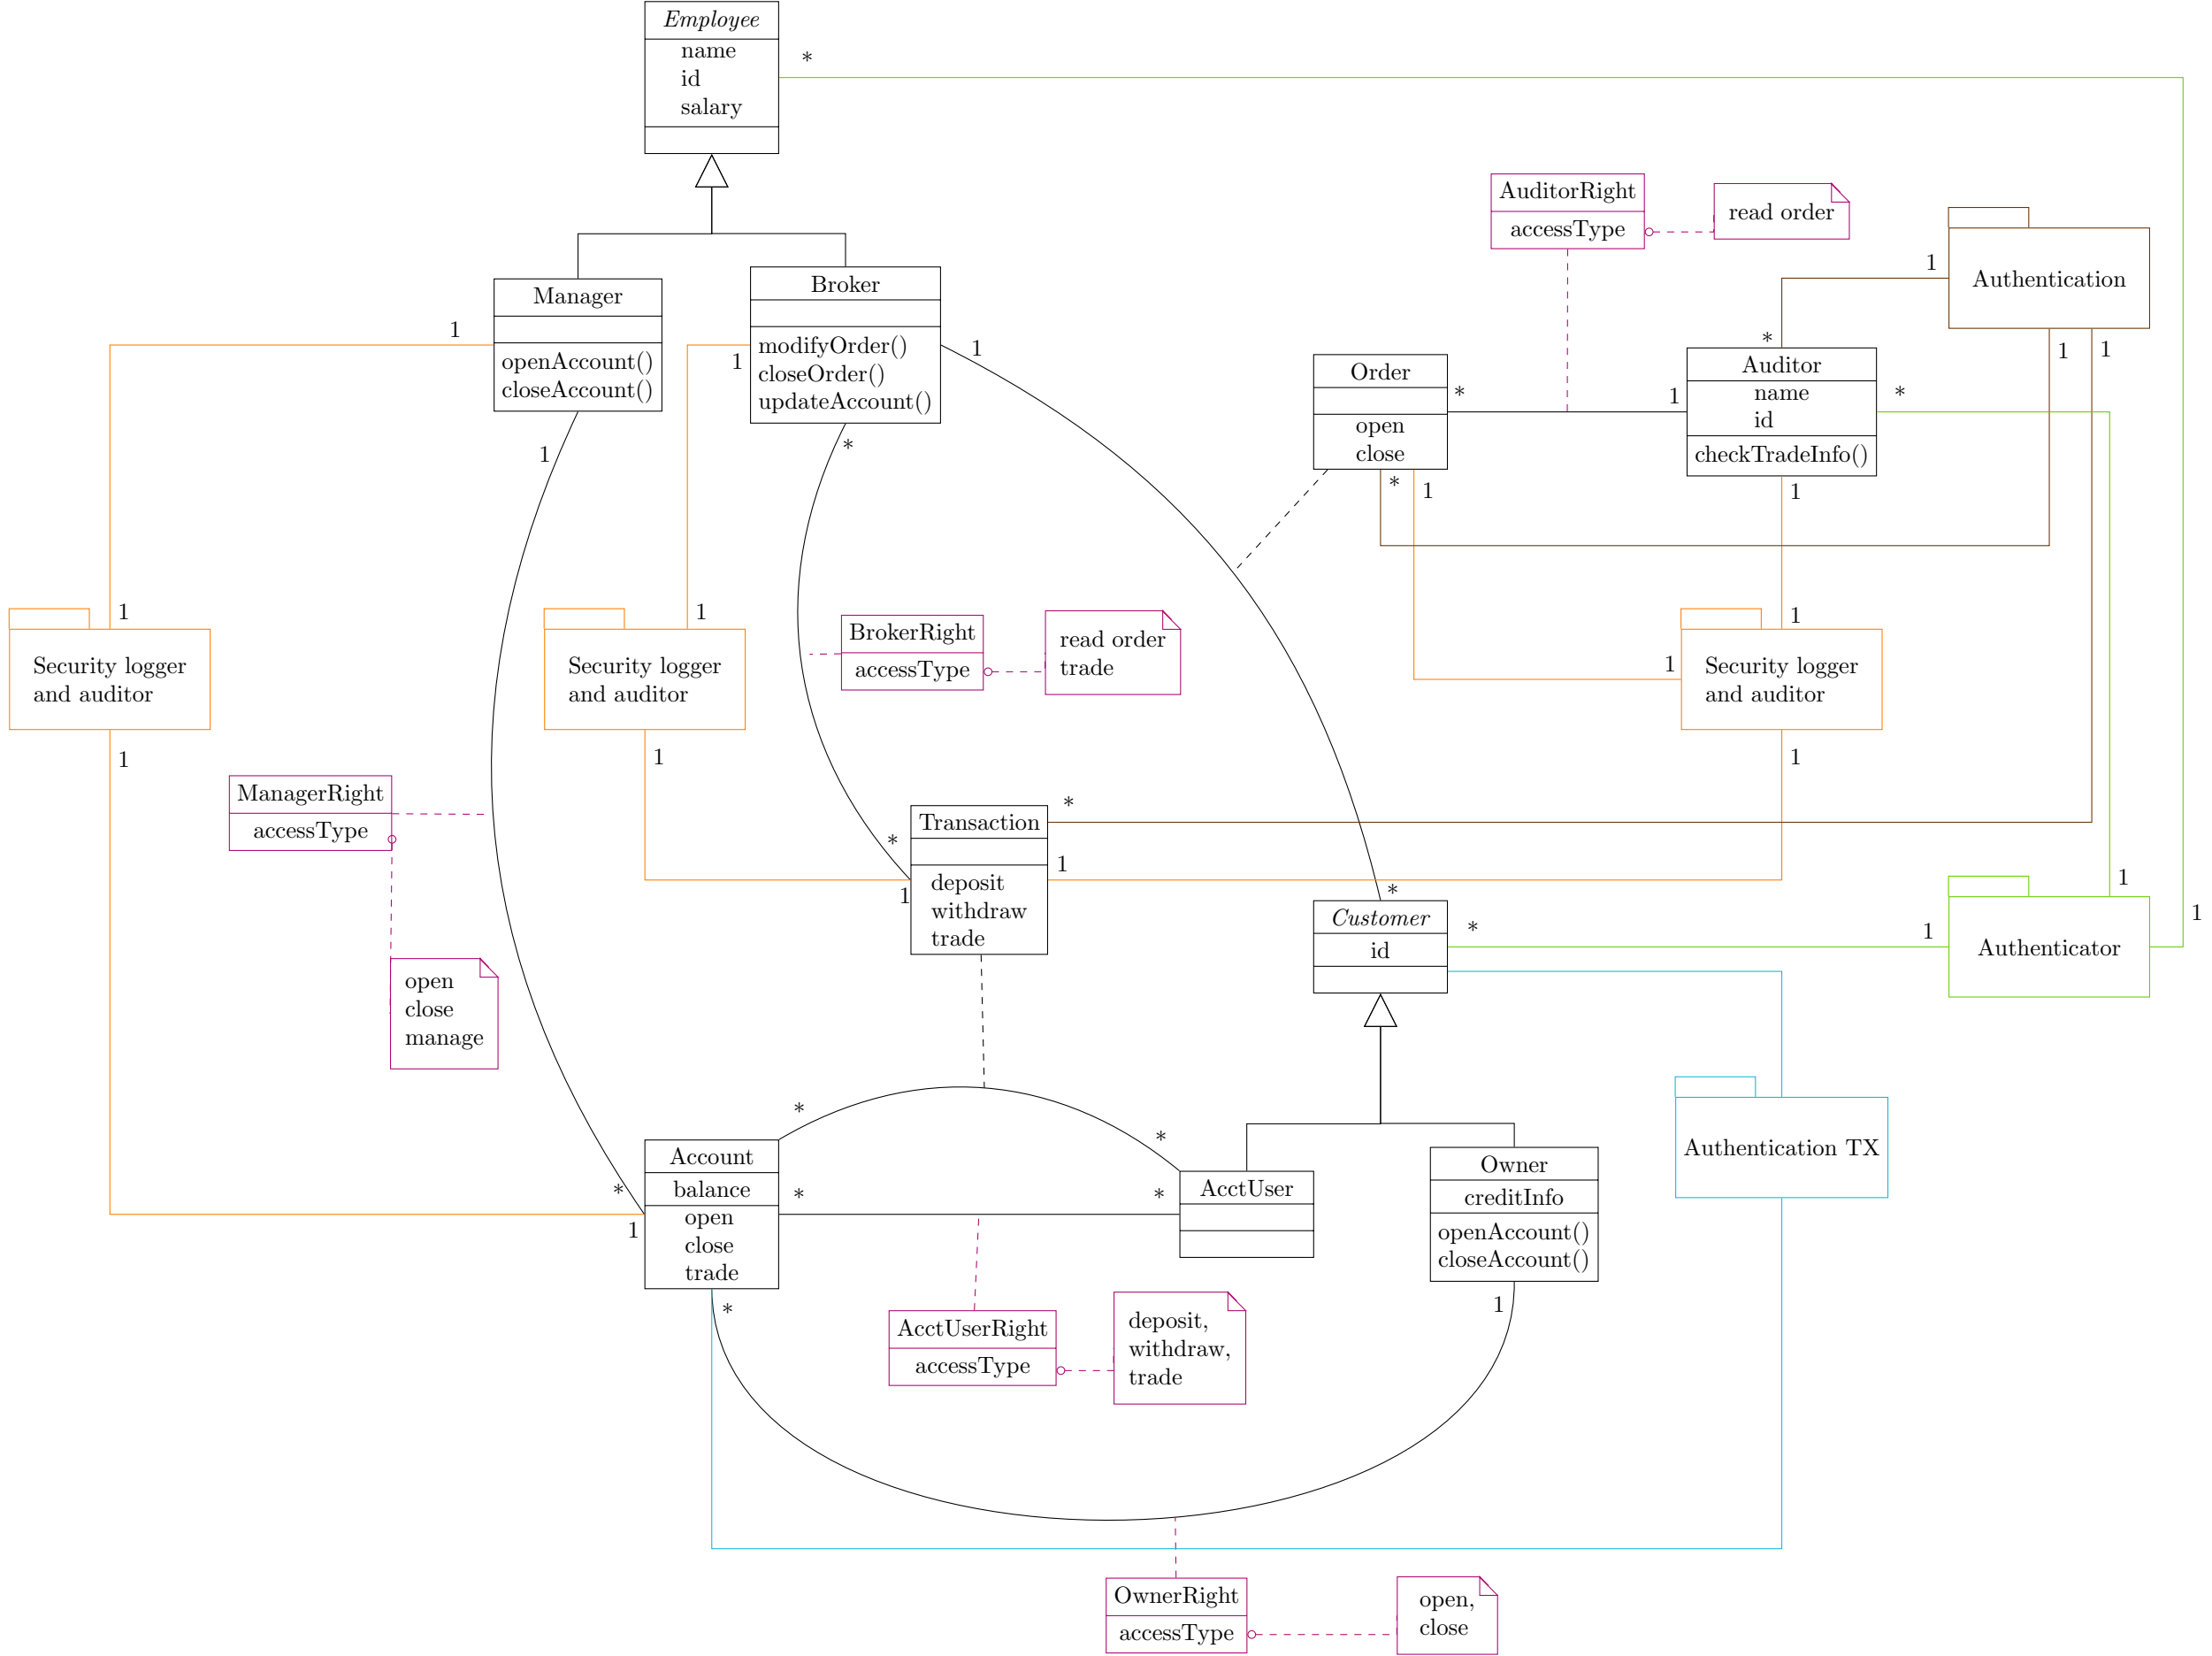 Employee
name
id
salary
*
AuditorRight
accessType
read order
Authentication
1
1
1
Manager
openAccount()
closeAccount()
1
1
Broker
modifyOrder()
closeOrder()
updateAccount()
1
1
*
Order
open
close
*
*
1
1
Auditor
name
id
checkTradeInfo()
*
*
1
1
Security logger
and auditor
1
1
Security logger
and auditor
1
1
BrokerRight
accessType
read order
trade
Security logger
and auditor
1
1
1
ManagerRight
accessType
open
close
manage
Transaction
deposit
withdraw
trade
*
*
1
1
Customer
id
*
*
Authenticator
1
1
1
Authentication TX
Account
balance
open
close
trade
*
*
*
1
*
AcctUser
*
*
Owner
creditInfo
openAccount()
closeAccount()
1
AcctUserRight
accessType
deposit,
withdraw,
trade
OwnerRight
accessType
open,
close